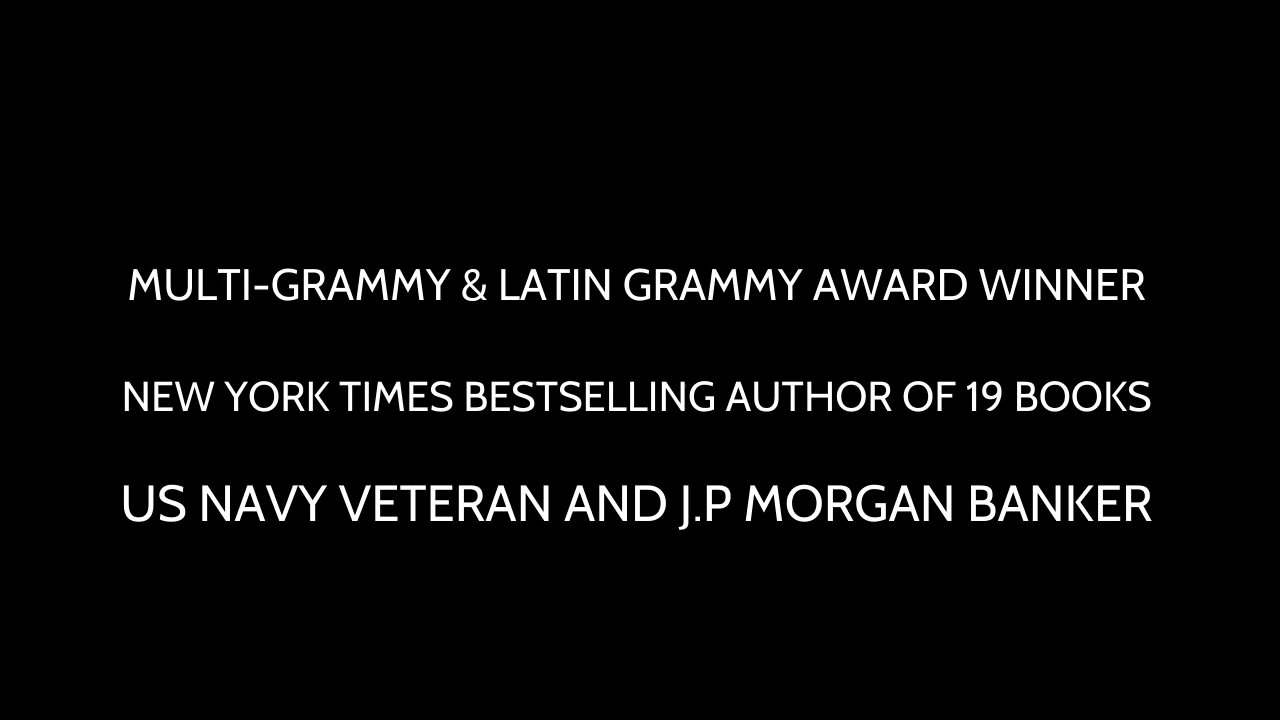 MULTI-GRAMMY & LATIN GRAMMY AWARD WINNER
NEW YORK TIMES BESTSELLING AUTHOR OF 19 BOOKS
US NAVY VETERAN AND J.P MORGAN BANKER